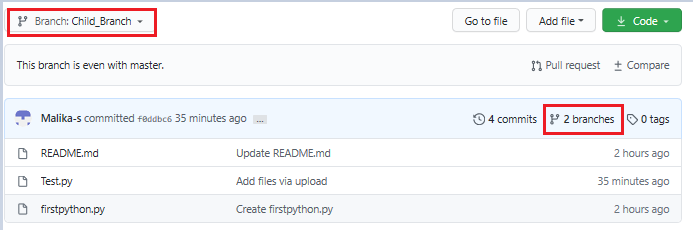 Branch: Child_Branch Go to file Add file Code
This branch is even with master. Pull request Compare
Malika-s committed f0ddbc6 35 minutes ago ... 4 commits 2 branches 0 tags
README.md Update README.md 2 hours ago
Test.py Add files via upload 35 minutes ago
firstpython.py Create firstpython.py 2 hours ago